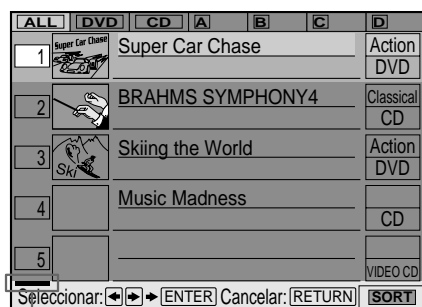 ALL DVD CD A B C D
1 Super Car Chase Super Car Chase Action
DVD
2 BRAHMS SYMPHONY4 Classical
CD
3 Ski Skiing the World Action
DVD
4 Music Madness
CD
5
VIDEO CD
Seleccionar: ENTER Cancelar: RETURN SORT